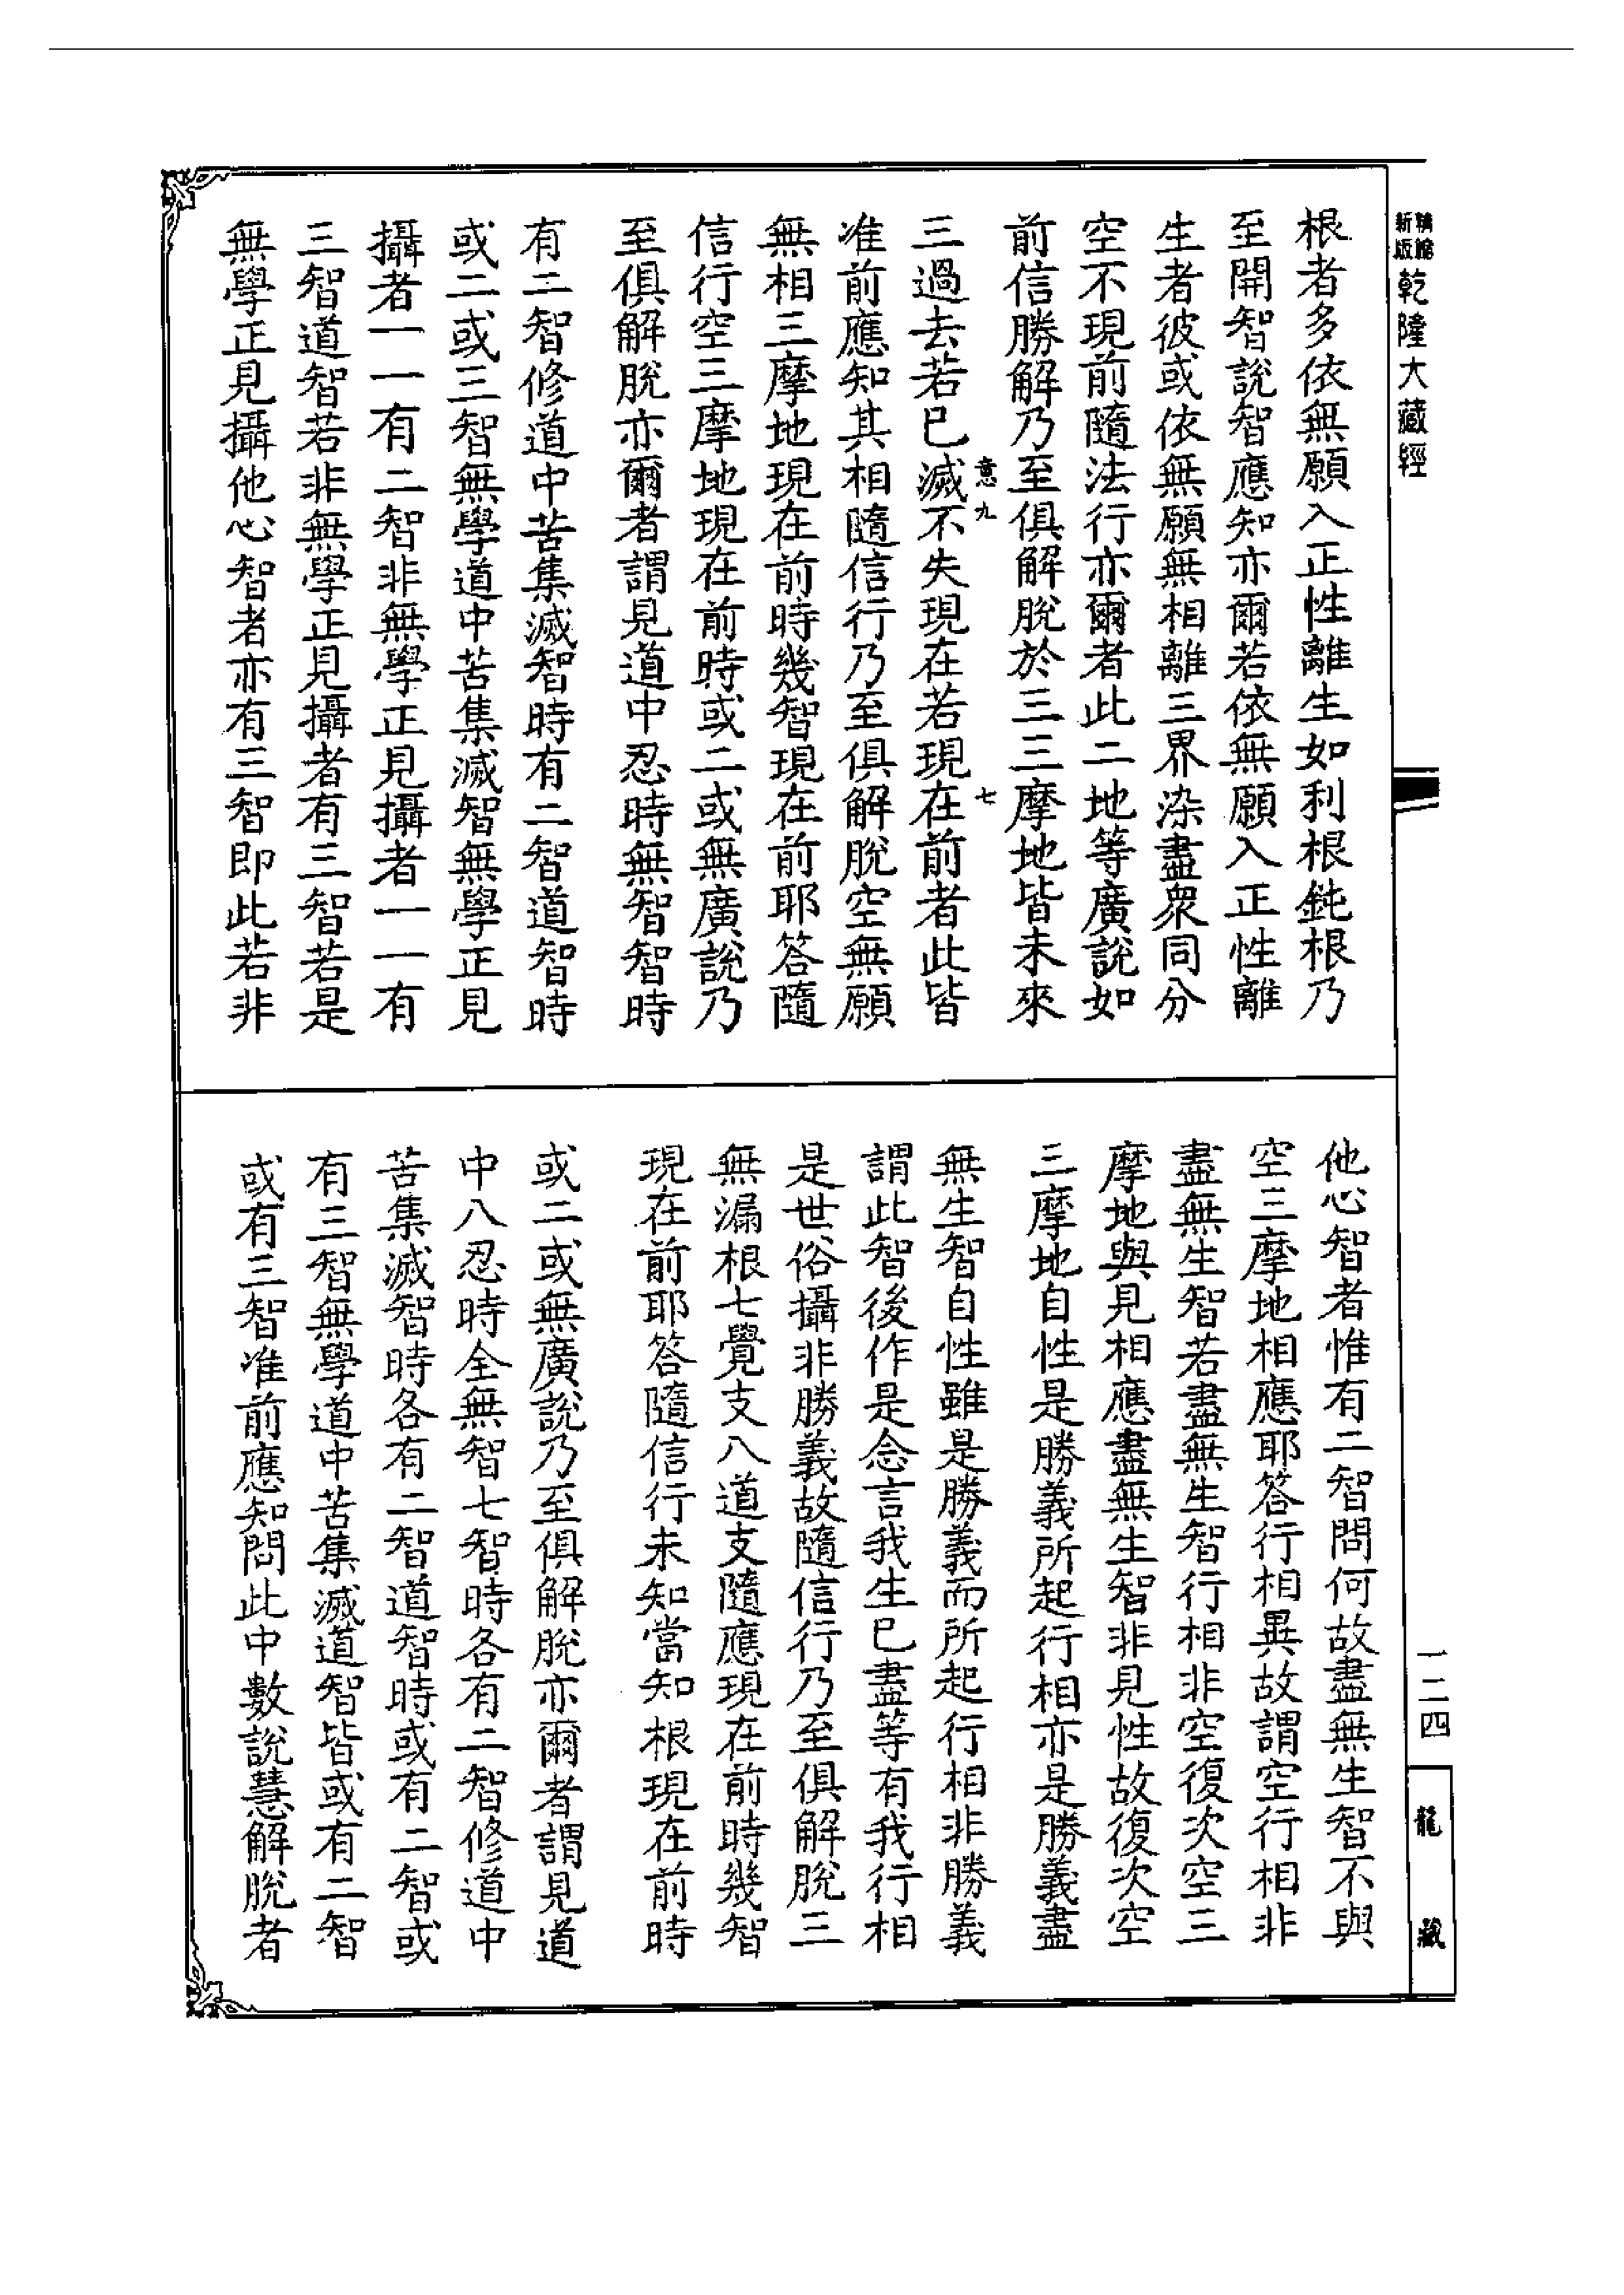 精縮
新版
乾隆大藏經
根者多依無願入正性離生如利根鈍根乃
至開智說智應知亦爾若依無願入正性離
生者彼或依無願無相離三界染盡眾同分
空不現前隨法行亦爾者此二地等廣說如
前信勝解乃至俱解脫於三三摩地皆未來
意九
七
三過去若已滅不失現在若現在前者此皆
准前應知其相隨信行乃至俱解脫空無願
無相三摩地現在前時幾智現在前耶答隨
信行空三摩地現在前時或二或無廣說乃
至俱解脫亦爾者謂見道中忍時無智智時
有二智修道中苦集滅智時有二智道智時
或二或三智無學道中苦集滅智無學正見
攝者一一有二智非無學正見攝者一一有
三智道智若非無學正見攝者有三智若是
無學正見攝他心智者亦有三智即此若非
他心智者惟有二智問何故盡無生智不與
空三摩地相應耶答行相異故謂空行相非
盡無生智若盡無生智行相非空復次空三
摩地與見相應盡無生智非見性故復次空
三摩地自性是勝義所起行相亦是勝義盡
無生智自性雖是勝義而所起行相非勝義
謂此智後作是念言我生已盡等有我行相
是世俗攝非勝義故隨信行乃至俱解脫三
無漏根七覺支八道支隨應現在前時幾智
現在前耶答隨信行未知當知根現在前時
或二或無廣說乃至俱解脫亦爾者謂見道
中八忍時全無智七智時各有二智修道中
苦集滅智時各有二智道智時或有二智或
有三智無學道中苦集滅道智皆或有二智
或有三智准前應知問此中數說慧解脫者
一二四
龍藏